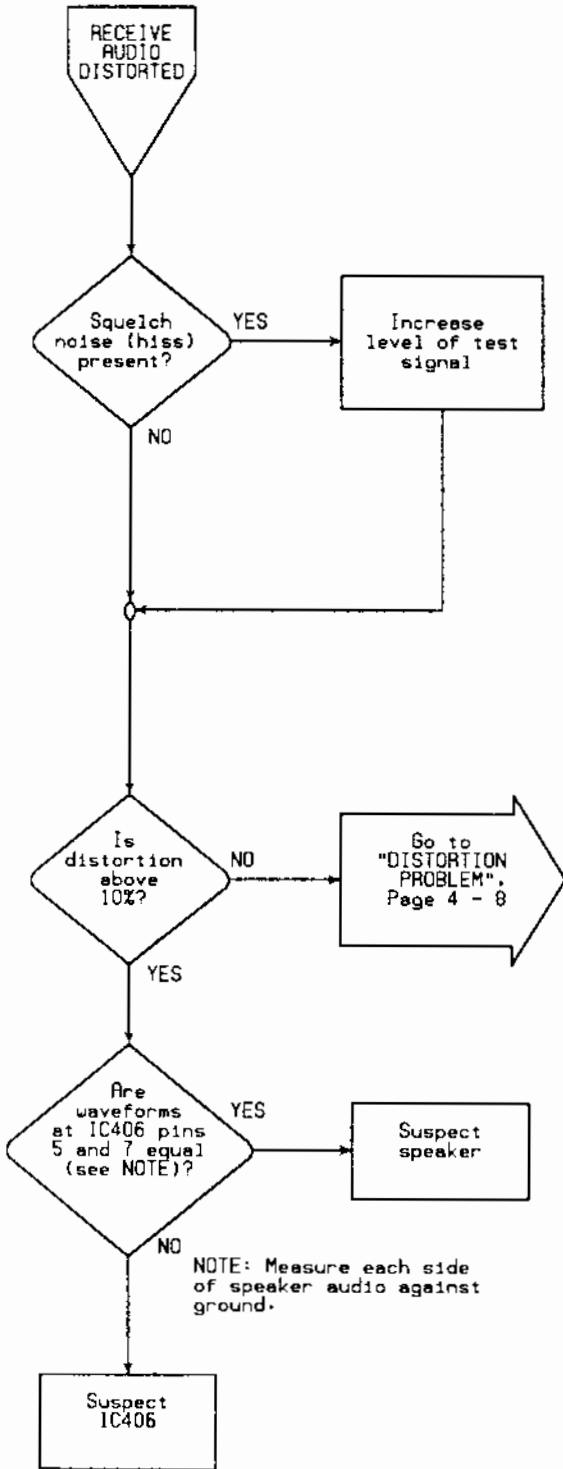 RECEIVE
AUDIO
DISTORTED
Squelch
noise (hiss)
present?
YES
Increase
level of test
signal
NO
Is
distortion
above
10%?
NO
Go to
"DISTORTION
PROBLEM".
Page 4 - 8
YES
Are
waveforms
at IC406 pins
5 and 7 equal
(see NOTE)?
YES
Suspect
speaker
NO
NOTE: Measure each side
of speaker audio against
ground.
Suspect
IC406